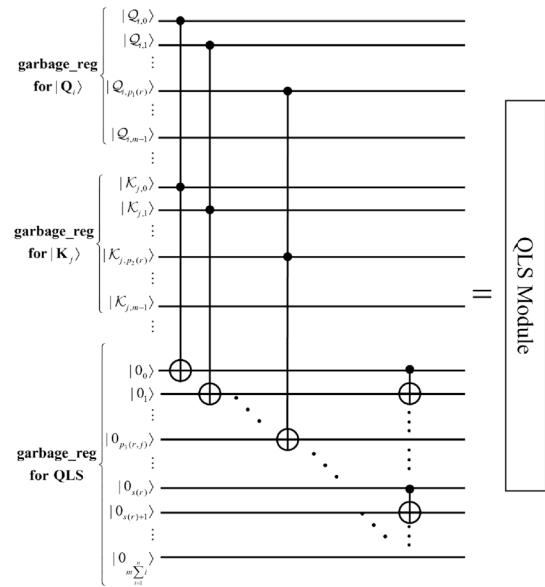 |𝒬_{i,0}⟩
|𝒬_{i,1}⟩
⋮
garbage_reg
for |Q_i⟩
|𝒬_{i,p_1(r)}⟩
|𝒬_{i,m−1}⟩
⋮
|𝒦_{j,0}⟩
|𝒦_{j,1}⟩
⋮
garbage_reg
for |K_j⟩
|𝒦_{j,p_2(r)}⟩
|𝒦_{j,m−1}⟩
⋮
|0_0⟩
|0_1⟩
⋮
garbage_reg
for QLS
|0_{p_3(r,j)}⟩
⋮
|0_{s(r)}⟩
|0_{s(r)+1}⟩
⋮
=
QLS Module